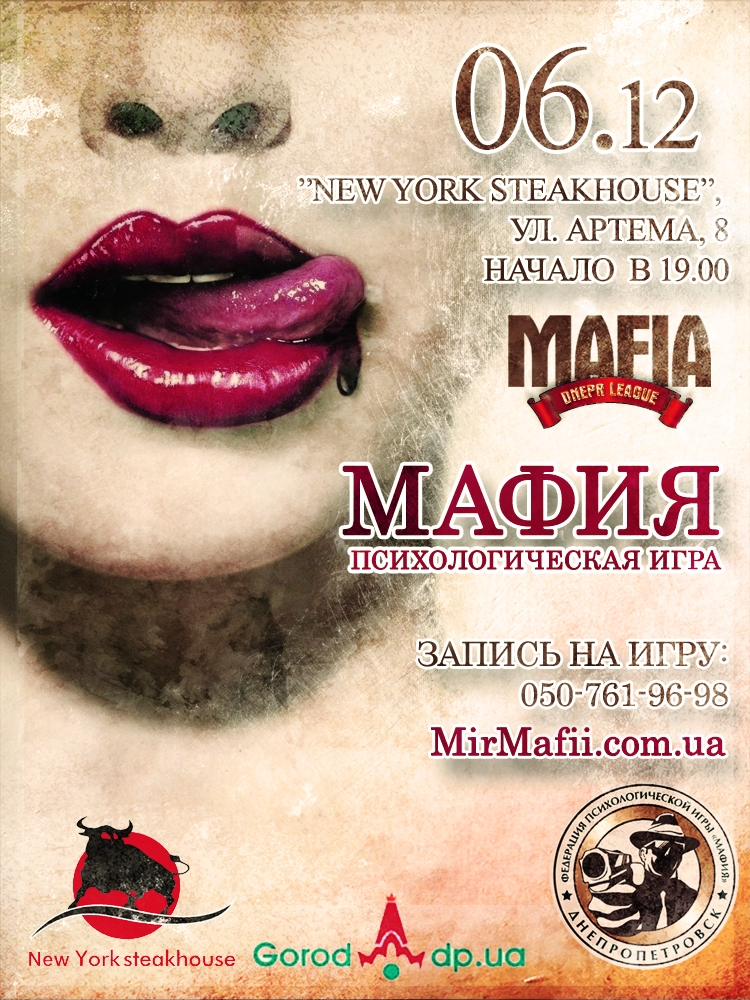 06.12
"NEW YORK STEAKHOUSE",
УЛ. АРТЕМА, 8
НАЧАЛО В 19.00
MAFIA
DNEPR LEAGUE
МАФИЯ
ПСИХОЛОГИЧЕСКАЯ ИГРА
ЗАПИСЬ НА ИГРУ:
050-761-96-98
MirMafii.com.ua
ФЕДЕРАЦИЯ ПСИХОЛОГИЧЕСКОЙ ИГРЫ «МАФИЯ»
ДНЕПРОПЕТРОВСК
New York steakhouse
Gorod dp.ua